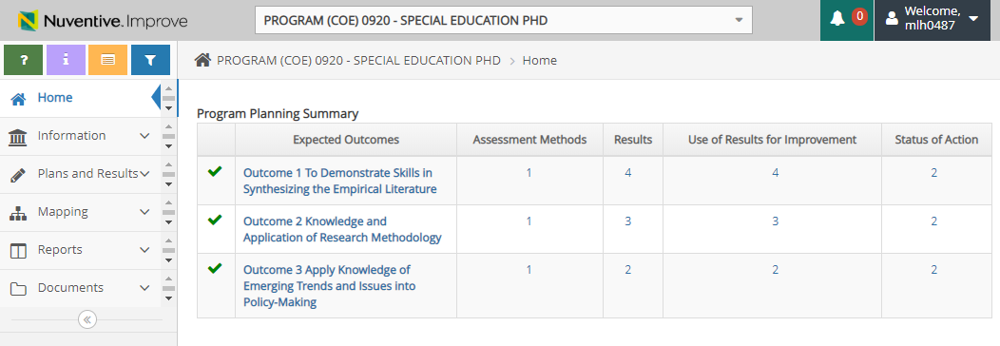 Nuventive.Improve
PROGRAM (COE) 0920 - SPECIAL EDUCATION PHD
0
Welcome,
mlh0487
?
i
PROGRAM (COE) 0920 - SPECIAL EDUCATION PHD > Home
Home
Information
Plans and Results
Mapping
Reports
Documents
Program Planning Summary
Expected Outcomes Assessment Methods Results Use of Results for Improvement Status of Action
Outcome 1 To Demonstrate Skills in 1 4 4 2
Synthesizing the Empirical Literature
Outcome 2 Knowledge and 1 3 3 2
Application of Research Methodology
Outcome 3 Apply Knowledge of 1 2 2 2
Emerging Trends and Issues into
Policy-Making